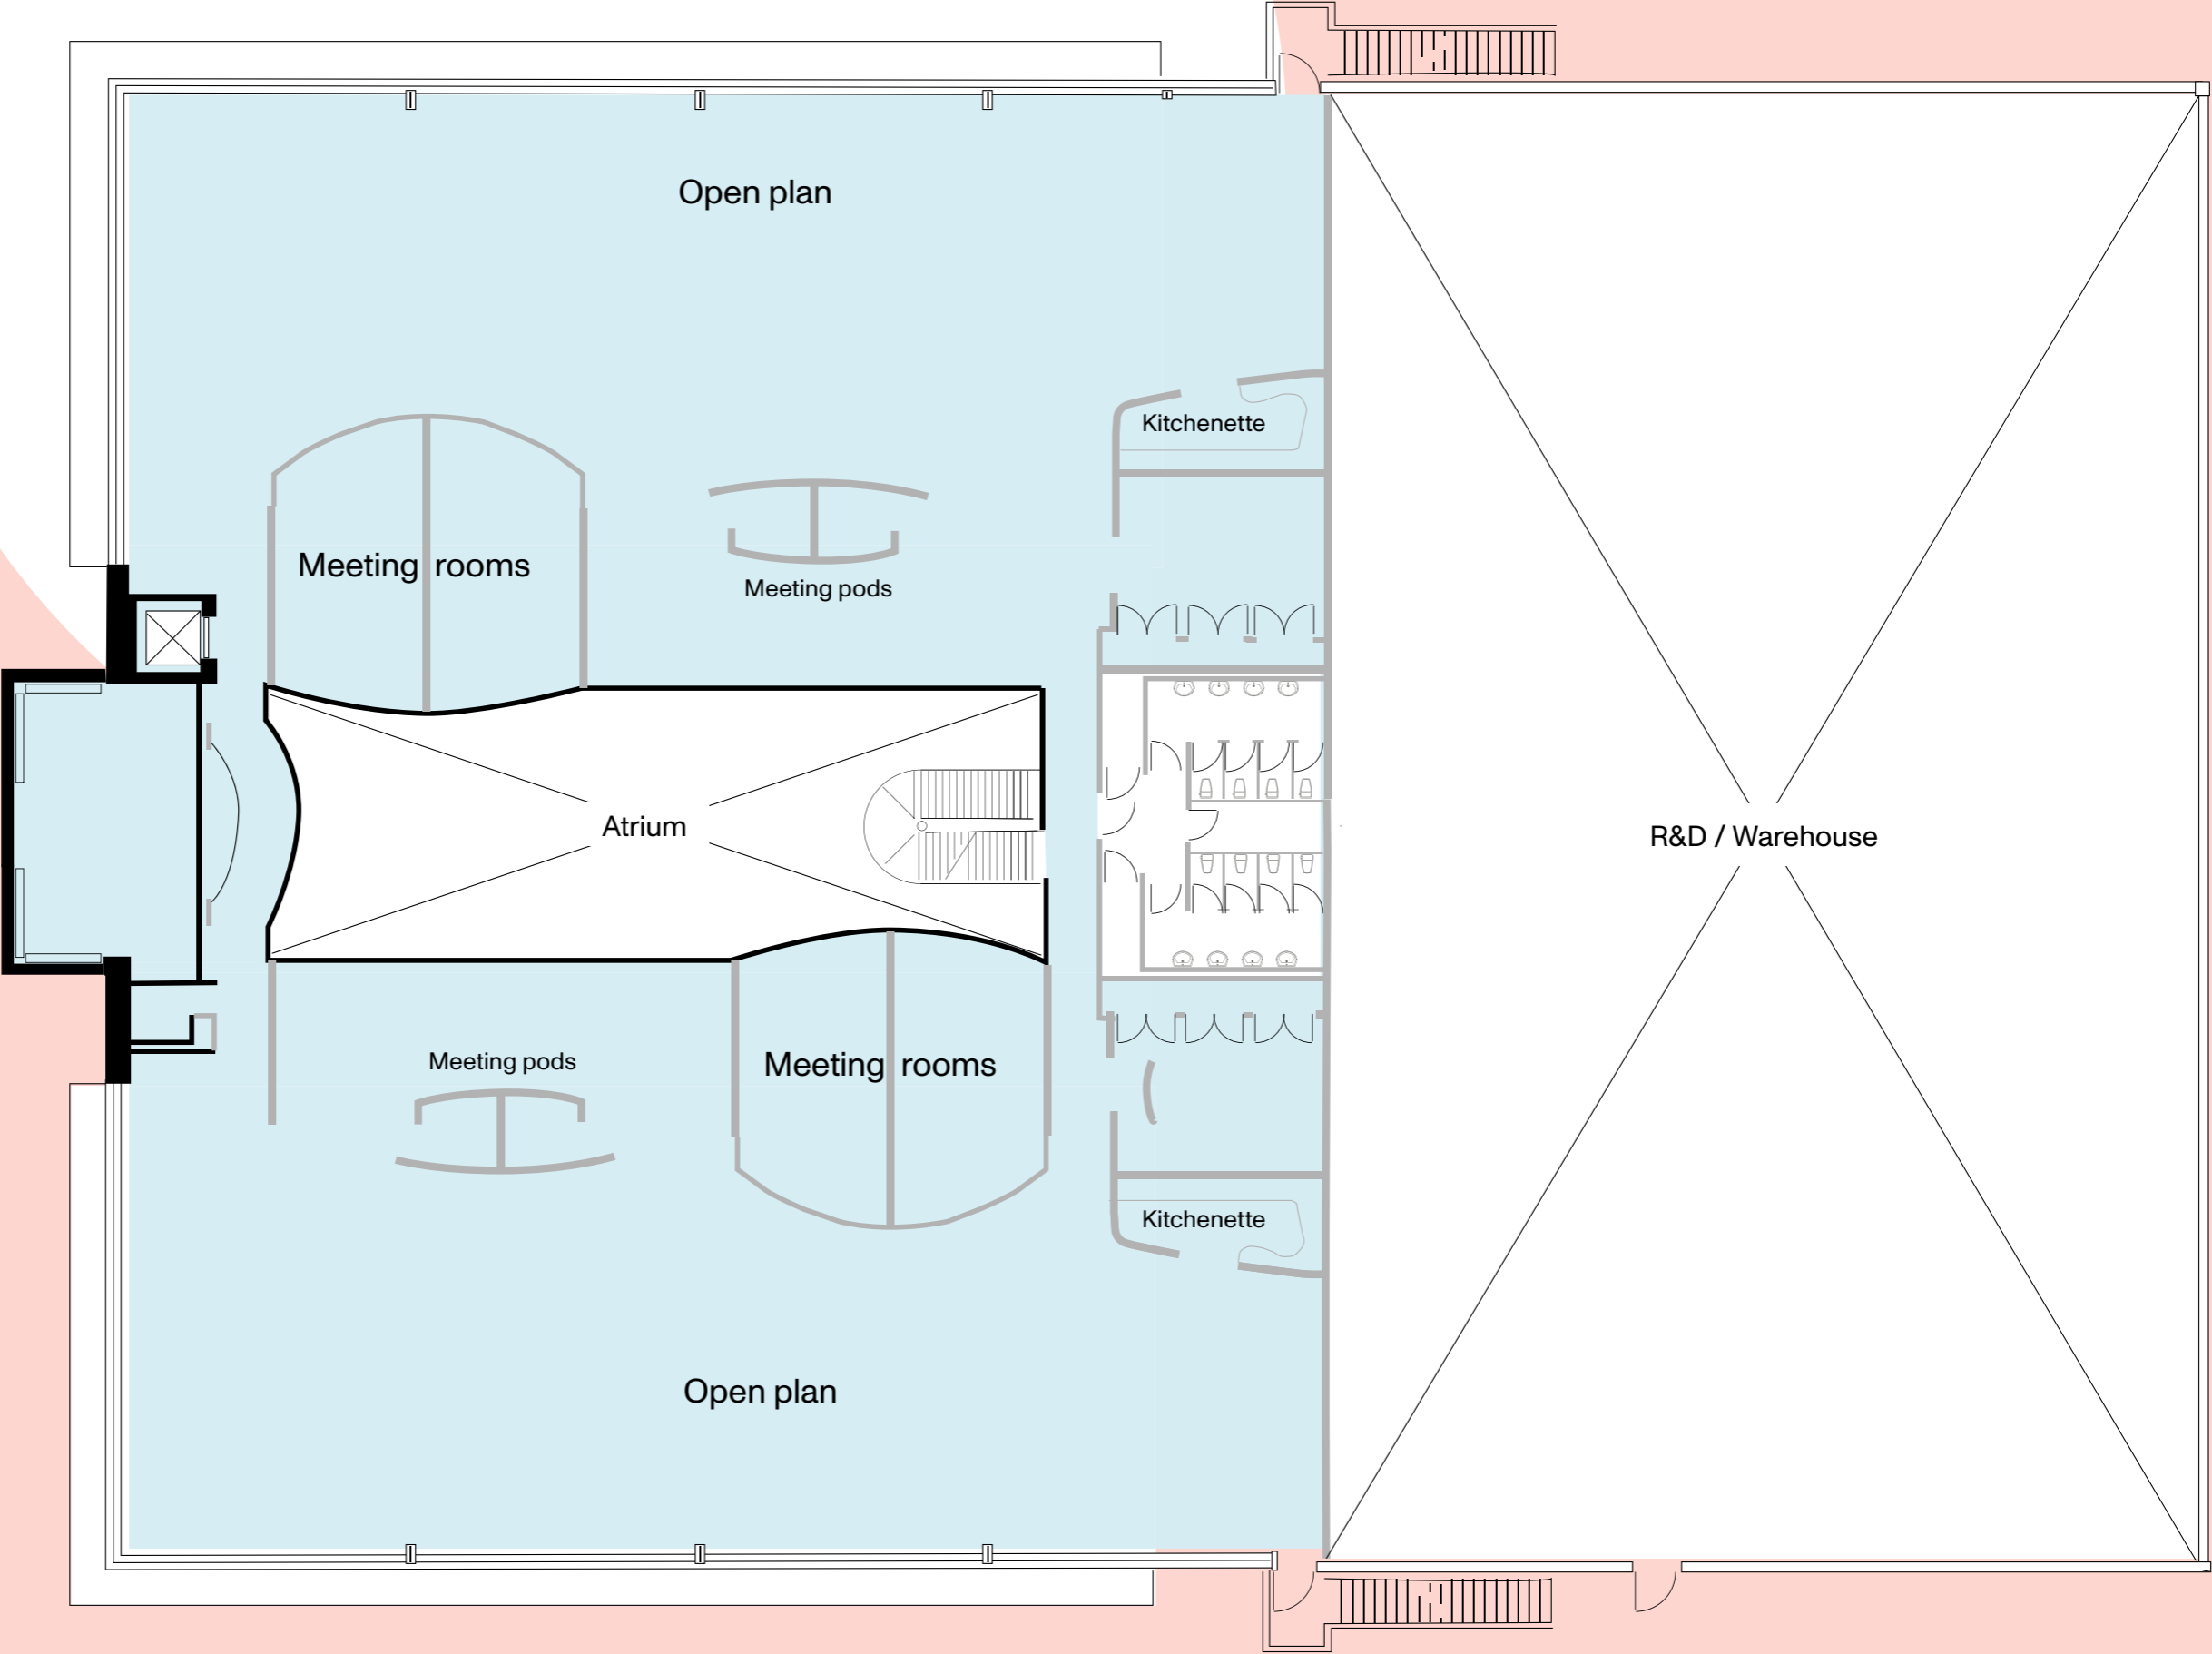 Open plan
Kitchenette
Meeting rooms
Meeting pods
Atrium
R&D / Warehouse
Meeting pods
Meeting rooms
Kitchenette
Open plan